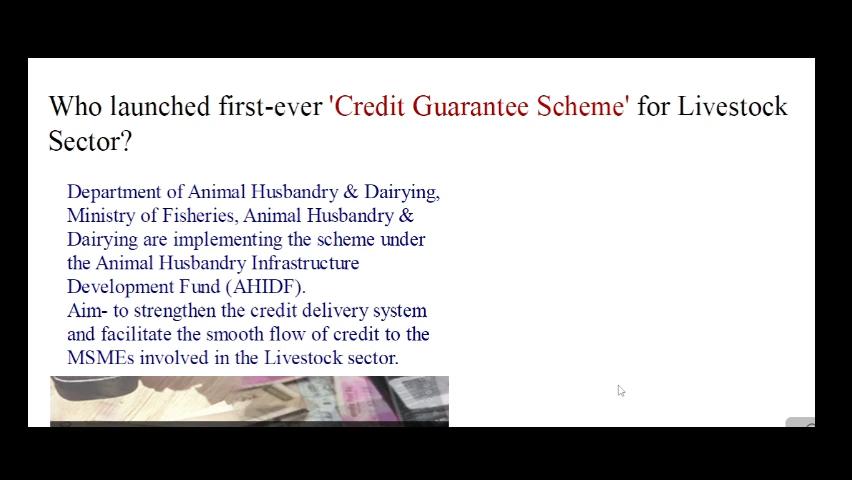 Who launched first-ever 'Credit Guarantee Scheme' for Livestock
Sector?
Department of Animal Husbandry & Dairying,
Ministry of Fisheries, Animal Husbandry &
Dairying are implementing the scheme under
the Animal Husbandry Infrastructure
Development Fund (AHIDF).
Aim- to strengthen the credit delivery system
and facilitate the smooth flow of credit to the
MSMEs involved in the Livestock sector.